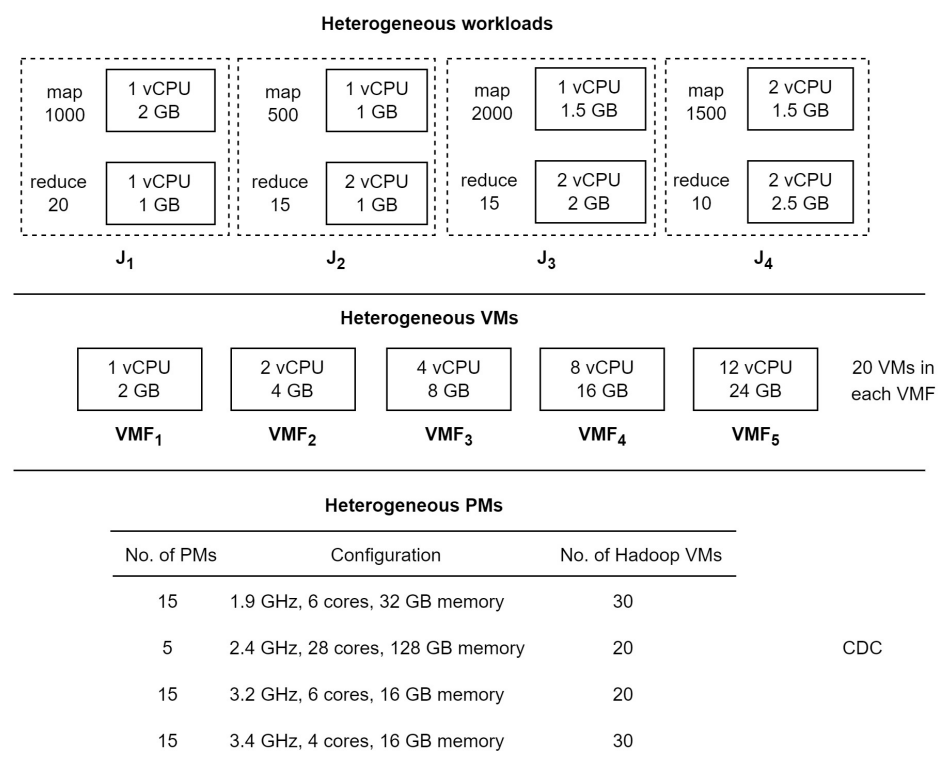 Heterogeneous workloads
map
1000
1 vCPU
2 GB
reduce
20
1 vCPU
1 GB
J1
map
500
1 vCPU
1 GB
reduce
15
2 vCPU
1 GB
J2
map
2000
1 vCPU
1.5 GB
reduce
15
2 vCPU
2 GB
J3
map
1500
2 vCPU
1.5 GB
reduce
10
2 vCPU
2.5 GB
J4
Heterogeneous VMs
1 vCPU
2 GB
VMF1
2 vCPU
4 GB
VMF2
4 vCPU
8 GB
VMF3
8 vCPU
16 GB
VMF4
12 vCPU
24 GB
VMF5
20 VMs in
each VMF
Heterogeneous PMs
No. of PMs Configuration No. of Hadoop VMs
15 1.9 GHz, 6 cores, 32 GB memory 30
5 2.4 GHz, 28 cores, 128 GB memory 20
15 3.2 GHz, 6 cores, 16 GB memory 20
15 3.4 GHz, 4 cores, 16 GB memory 30
CDC